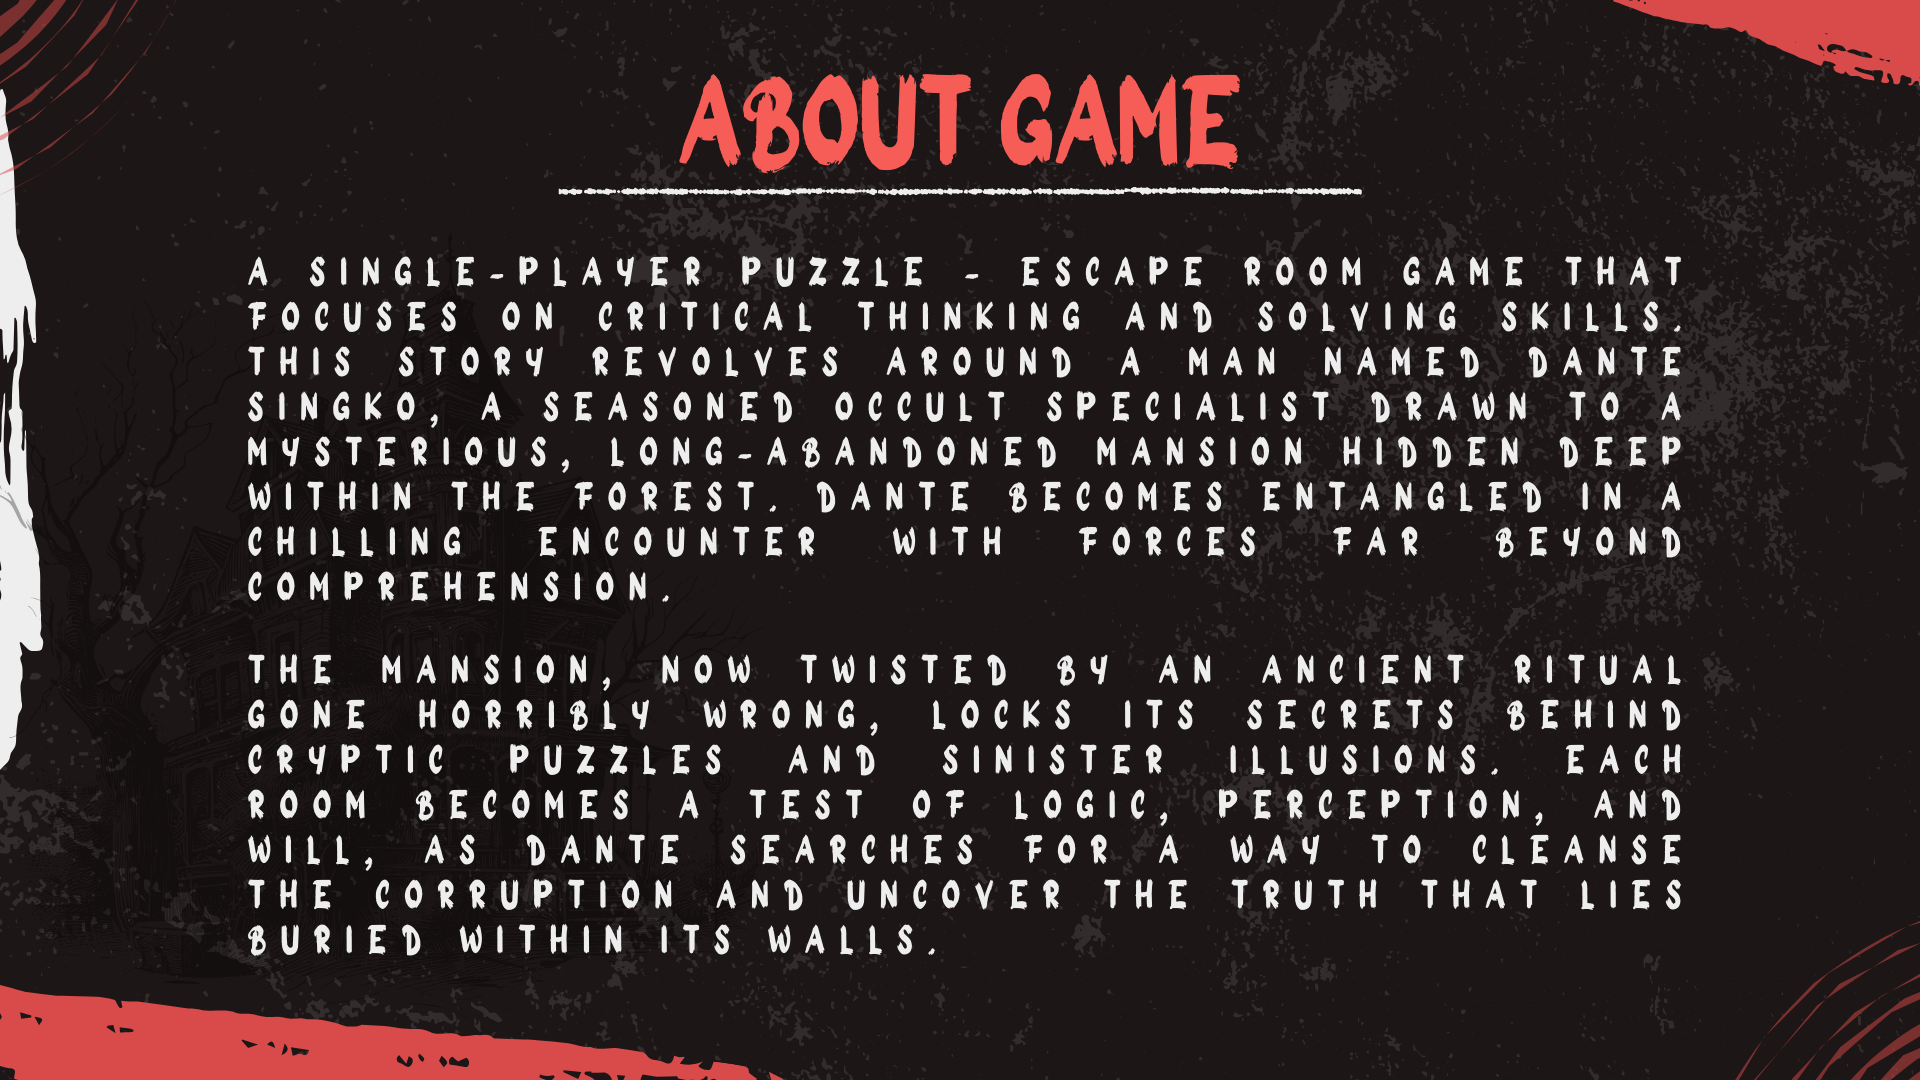 ABOUT GAME
A SINGLE-PLAYER PUZZLE - ESCAPE ROOM GAME THAT
FOCUSES ON CRITICAL THINKING AND SOLVING SKILLS.
THIS STORY REVOLVES AROUND A MAN NAMED DANTE
SINGKO, A SEASONED OCCULT SPECIALIST DRAWN TO A
MYSTERIOUS, LONG-ABANDONED MANSION HIDDEN DEEP
WITHIN THE FOREST. DANTE BECOMES ENTANGLED IN A
CHILLING ENCOUNTER WITH FORCES FAR BEYOND
COMPREHENSION.
THE MANSION, NOW TWISTED BY AN ANCIENT RITUAL
GONE HORRIBLY WRONG, LOCKS ITS SECRETS BEHIND
CRYPTIC PUZZLES AND SINISTER ILLUSIONS. EACH
ROOM BECOMES A TEST OF LOGIC, PERCEPTION, AND
WILL, AS DANTE SEARCHES FOR A WAY TO CLEANSE
THE CORRUPTION AND UNCOVER THE TRUTH THAT LIES
BURIED WITHIN ITS WALLS.